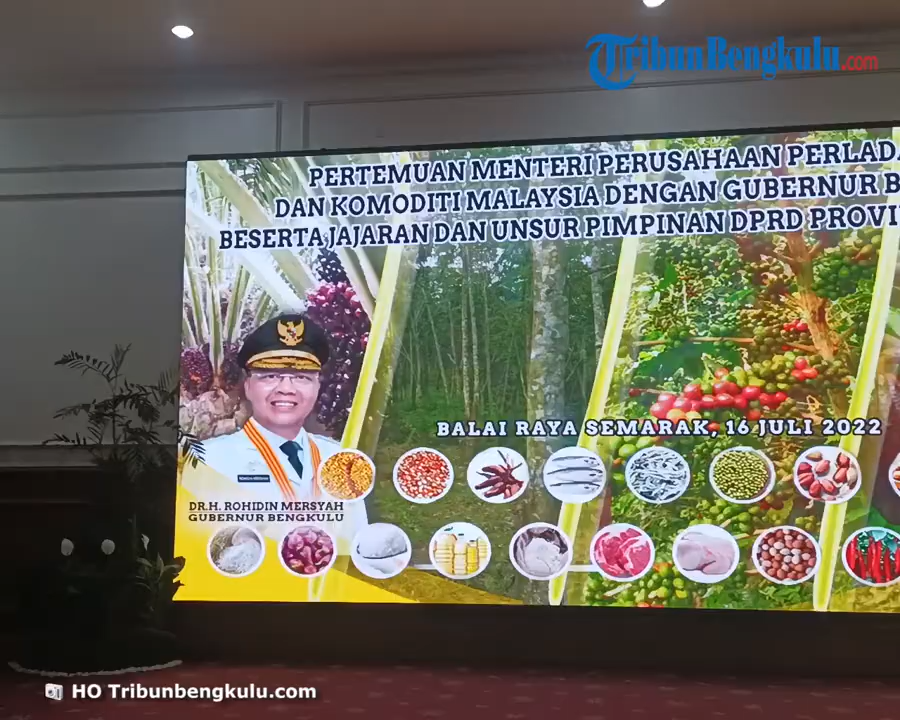 TribunBengkulu.com
PERTEMUAN MENTERI PERUSAHAAN PERLADA
DAN KOMODITI MALAYSIA DENGAN GUBERNUR B
BESERTA JAJARAN DAN UNSUR PIMPINAN DPRD PROVI
BALAI RAYA SEMARAK, 16 JULI 2022
DR.H. ROHIDIN MERSYAH
GUBERNUR BENGKULU
HO Tribunbengkulu.com